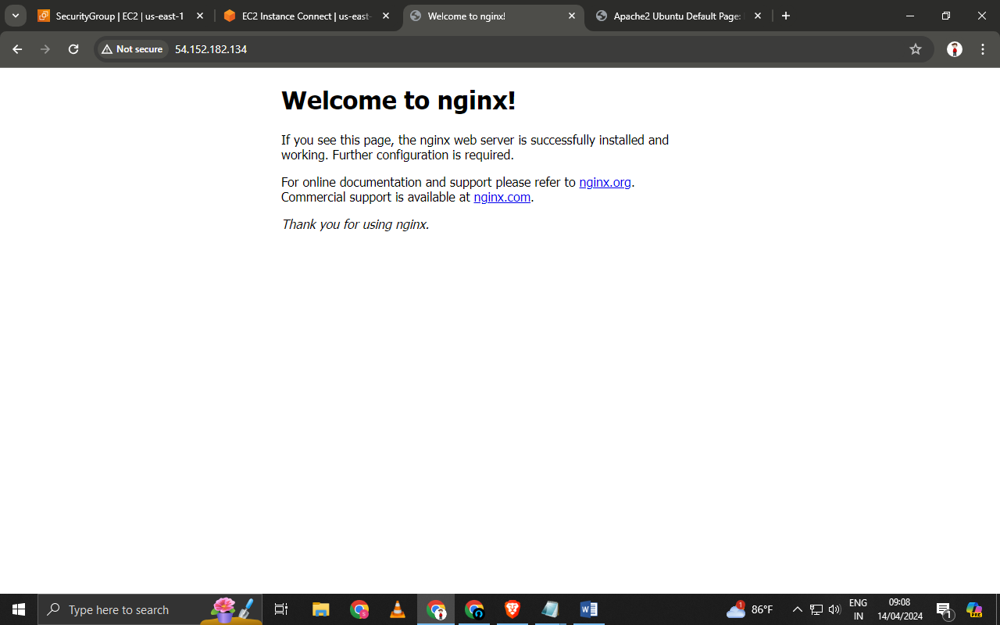 SecurityGroup | EC2 | us-east-1
EC2 Instance Connect | us-east-
Welcome to nginx!
Apache2 Ubuntu Default Page:
Not secure
54.152.182.134
Welcome to nginx!
If you see this page, the nginx web server is successfully installed and
working. Further configuration is required.
For online documentation and support please refer to nginx.org.
Commercial support is available at nginx.com.
Thank you for using nginx.
Type here to search
1
86°F
ENG
IN
09:08
14/04/2024
1
PRE